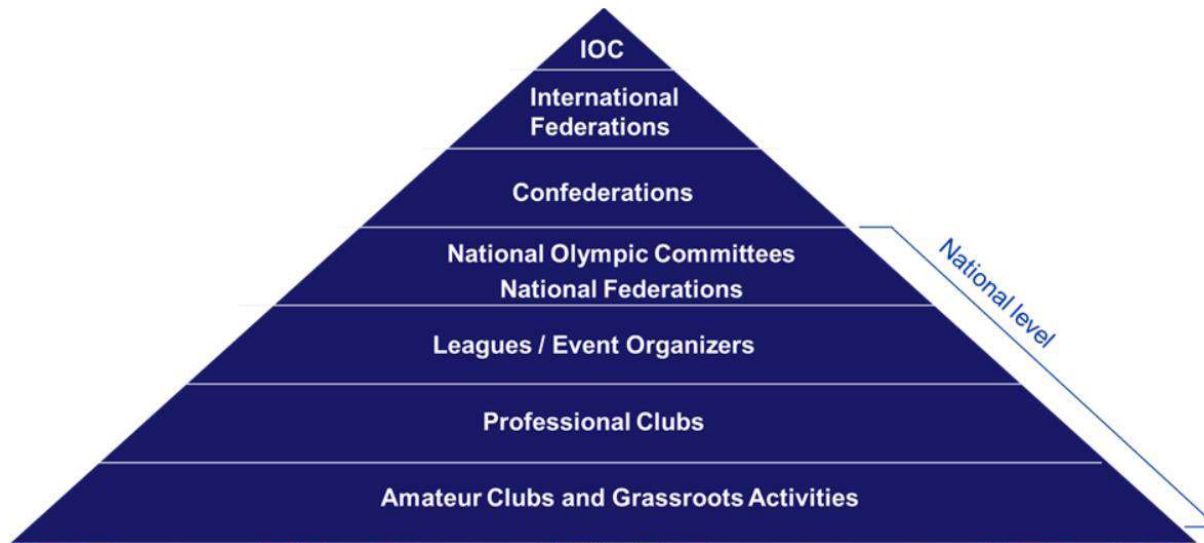 IOC
International
Federations
Confederations
National Olympic Committees
National Federations
Leagues / Event Organizers
Professional Clubs
Amateur Clubs and Grassroots Activities
National level